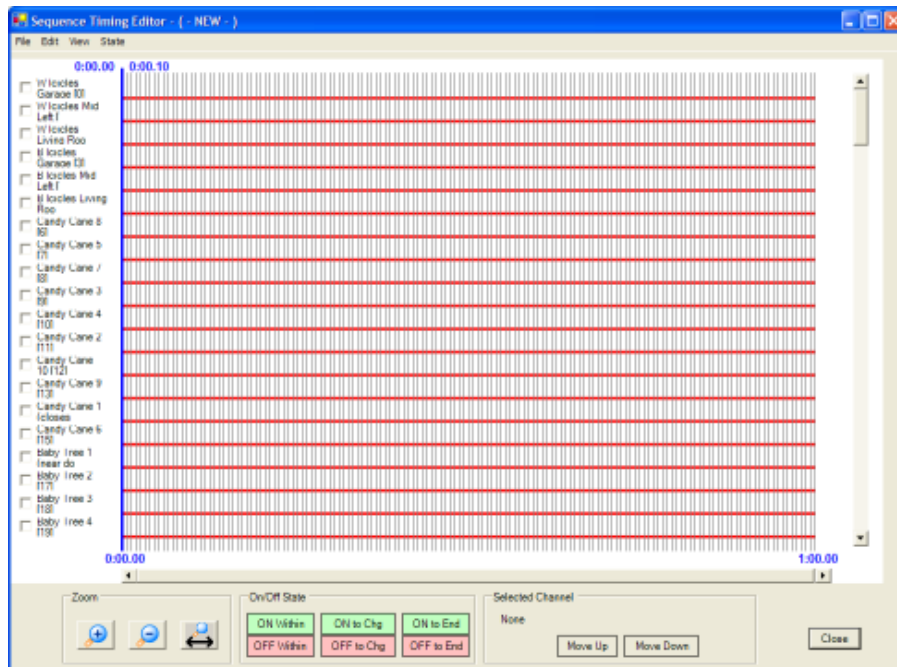 Sequence Timing Editor - ( - NEW - )
File Edit View State
0:00.00 0:00.10
W Icicles
Garage [0]
W Icicles Mid
Left [
W Icicles
Living Roo
B Icicles
Garage [3]
B Icicles Mid
Left [
B Icicles Living
Roo
Candy Cane 8
[6]
Candy Cane 5
[7]
Candy Cane 7
[8]
Candy Cane 3
[9]
Candy Cane 4
[10]
Candy Cane 2
[11]
Candy Cane
10 [12]
Candy Cane 9
[13]
Candy Cane 1
(closes
Candy Cane 6
[15]
Baby Tree 1
(near do
Baby Tree 2
[17]
Baby Tree 3
[18]
Baby Tree 4
[19]
0:00.00 1:00.00
Zoom On/Off State Selected Channel
None
ON Within ON to Chg ON to End
OFF Within OFF to Chg OFF to End
Move Up Move Down
Close